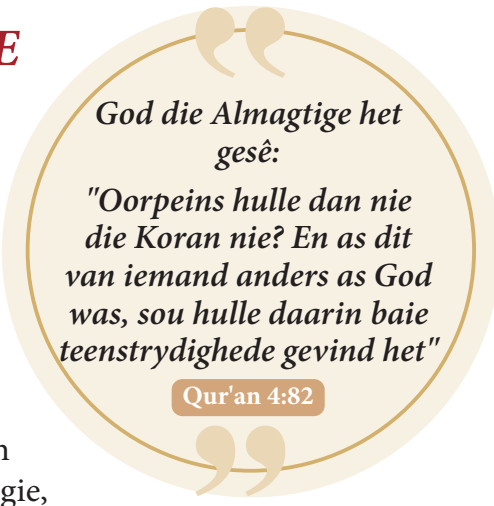 E
God die Almagtige het
gesê:
"Oorpeins hulle dan nie
die Koran nie? En as dit
van iemand anders as God
was, sou hulle daarin baie
teenstrydighede gevind het"
Qur'an 4:82
gie,